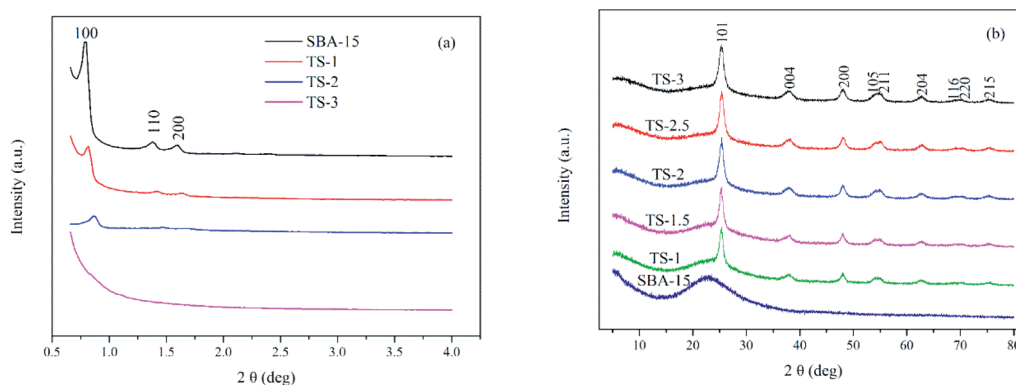 100
110
200
SBA-15
TS-1
TS-2
TS-3
(a)
Intensity (a.u.)
0.5 1.0 1.5 2.0 2.5 3.0 3.5 4.0
2 θ (deg)
(b)
101
004
200
105
211
204
116
220
215
TS-3
TS-2.5
TS-2
TS-1.5
TS-1
SBA-15
Intensity (a.u.)
10 20 30 40 50 60 70 80
2 θ (deg)